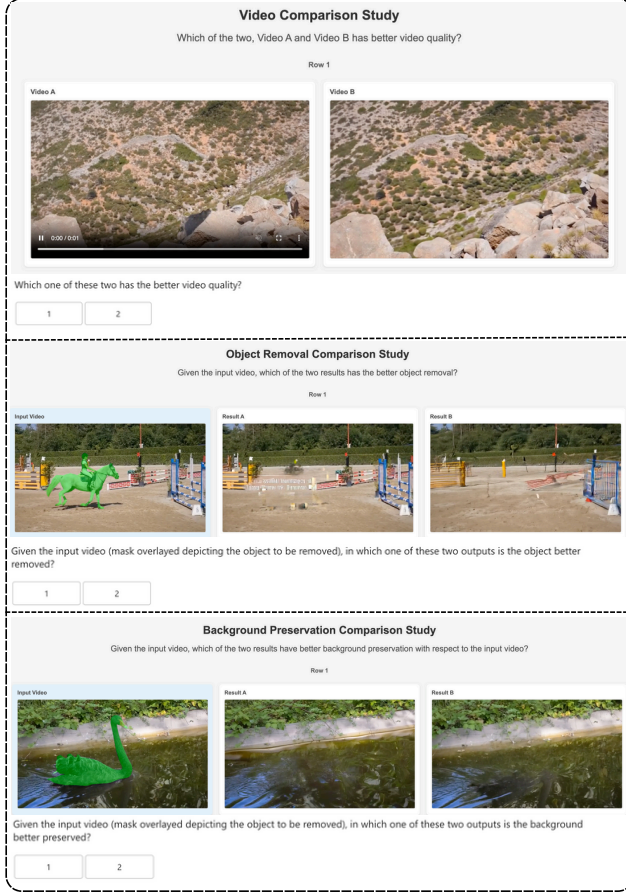 Video Comparison Study
Which of the two, Video A and Video B has better video quality?
Row 1
Video A
Video B
0:00 / 0:01
Which one of these two has the better video quality?
1
2
Object Removal Comparison Study
Given the input video, which of the two results has the better object removal?
Row 1
Input Video
Result A
Result B
Given the input video (mask overlayed depicting the object to be removed), in which one of these two outputs is the object better
removed?
1
2
Background Preservation Comparison Study
Given the input video, which of the two results have better background preservation with respect to the input video?
Row 1
Input Video
Result A
Result B
Given the input video (mask overlayed depicting the object to be removed), in which one of these two outputs is the background
better preserved?
1
2